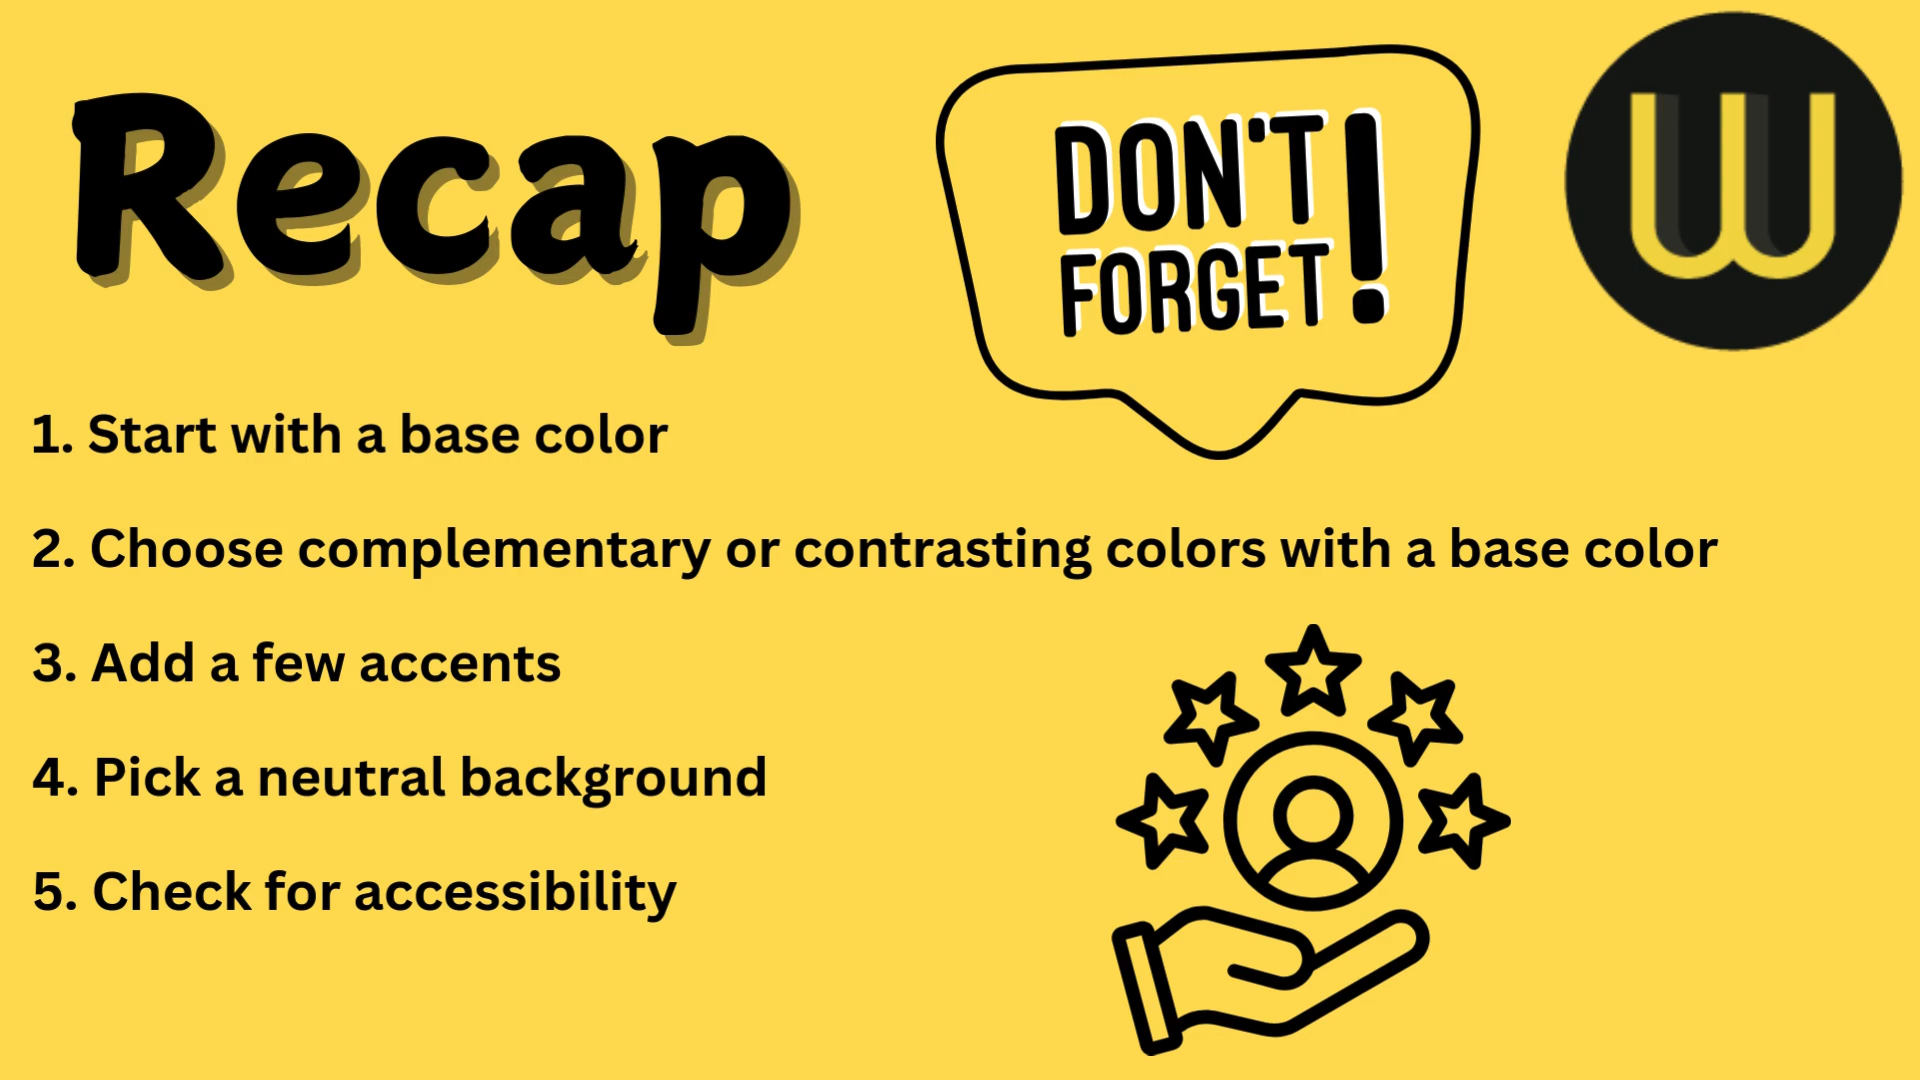 Recap
DON'T
FORGET!
W
1. Start with a base color
2. Choose complementary or contrasting colors with a base color
3. Add a few accents
4. Pick a neutral background
5. Check for accessibility